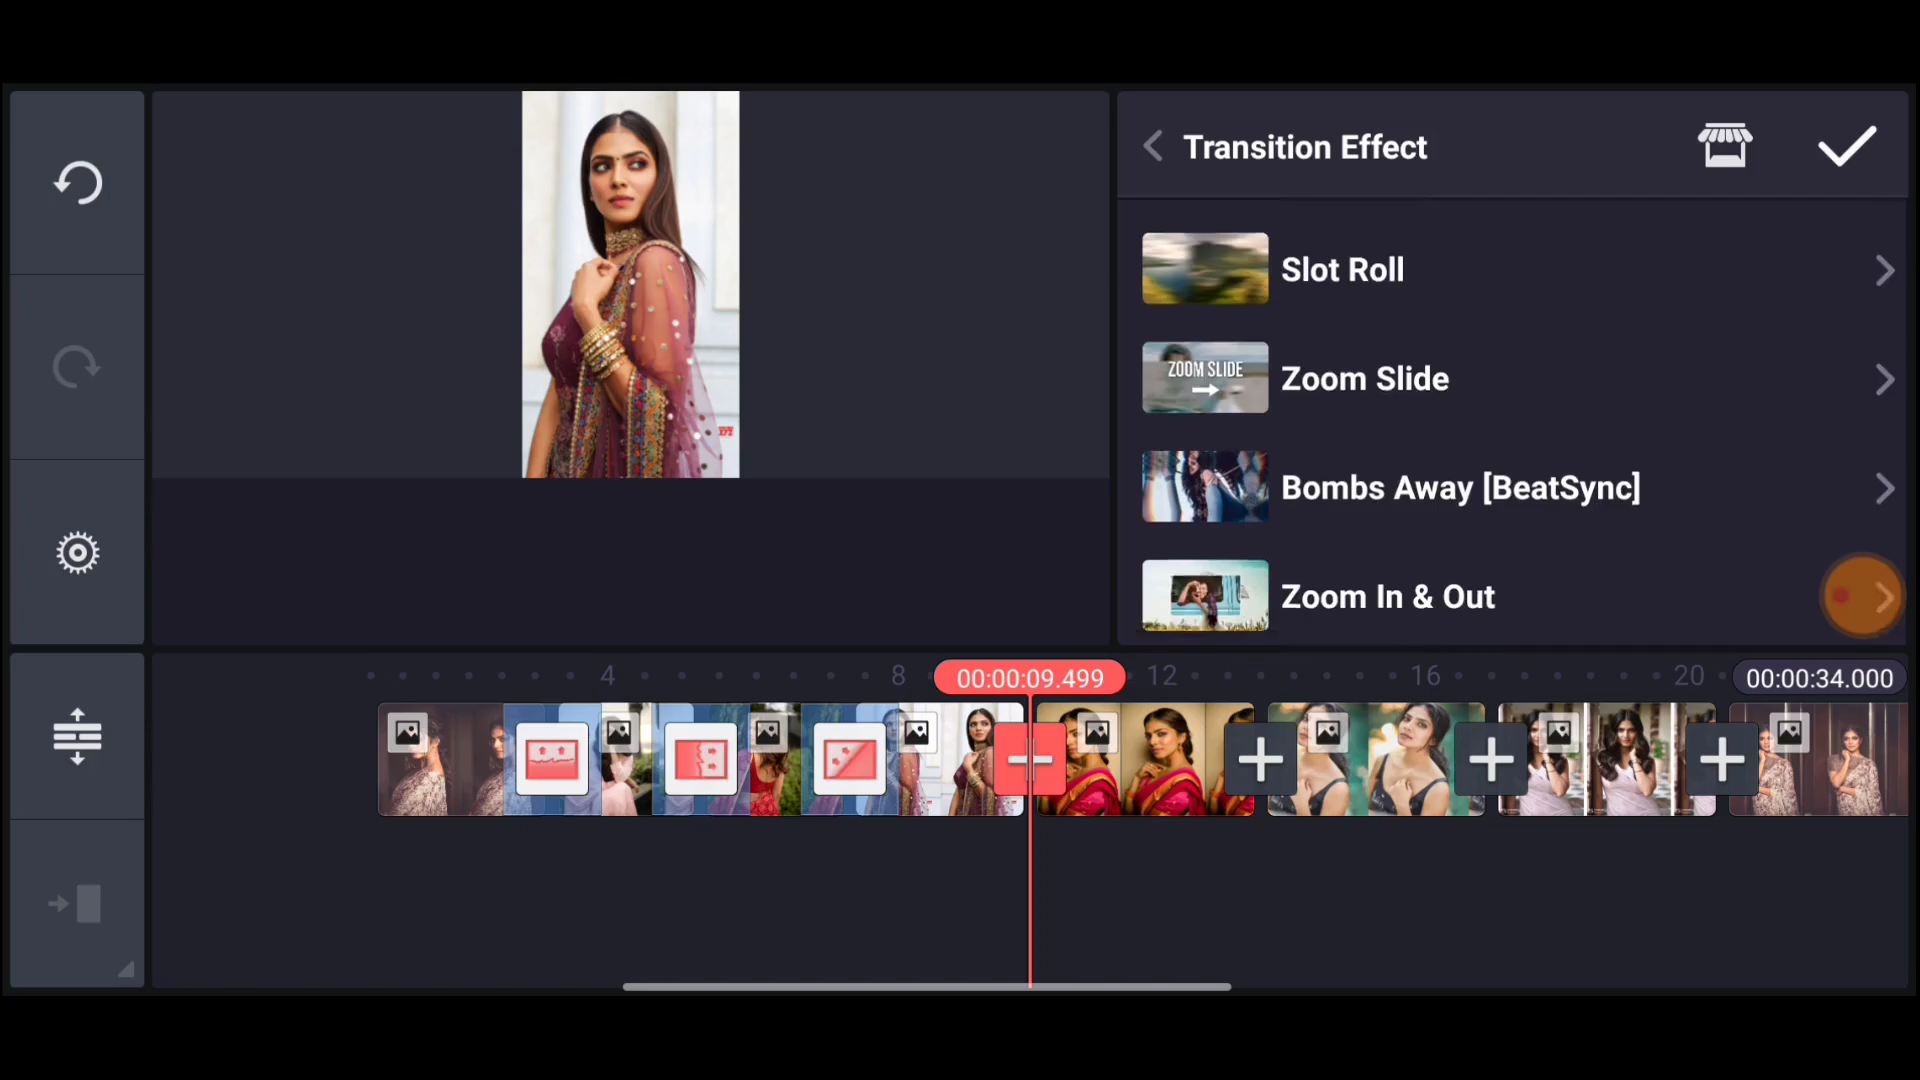 Transition Effect
Slot Roll
ZOOM SLIDE
Zoom Slide
Bombs Away [BeatSync]
Zoom In & Out
4
8
00:00:09.499
12
16
20
00:00:34.000